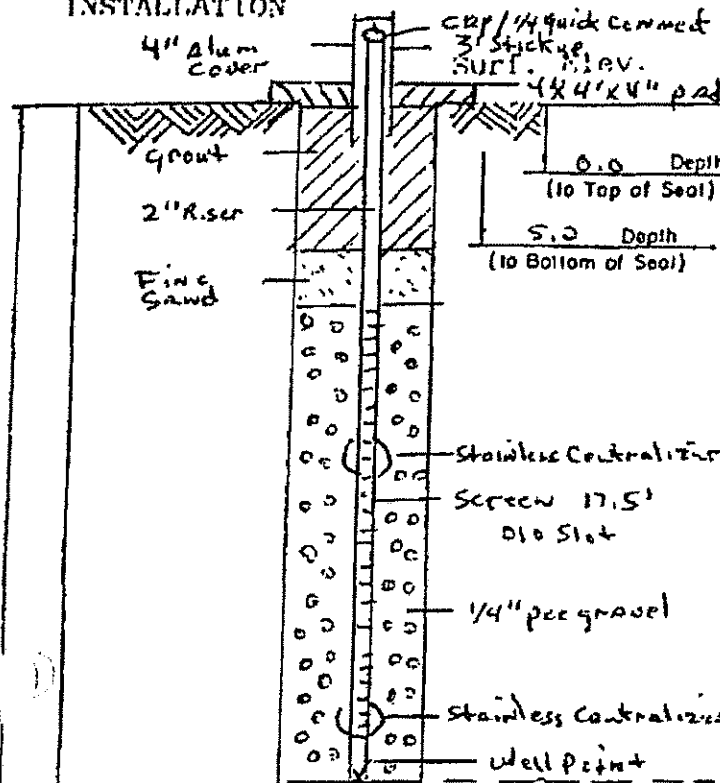 INSTALLATION
4" Alum
Cover
Cap / 1/4 quick Connect
3' Stickup
Surf. Elev.
4'x4'x4" pad
grout
0.0 Depth
(to Top of Seal)
2" Riser
5.0 Depth
(to Bottom of Seal)
Fine
Sand
Stainless Centralizer
Screen 17.5'
010 Slot
1/4" pea gravel
Stainless Centralizer
Well Point